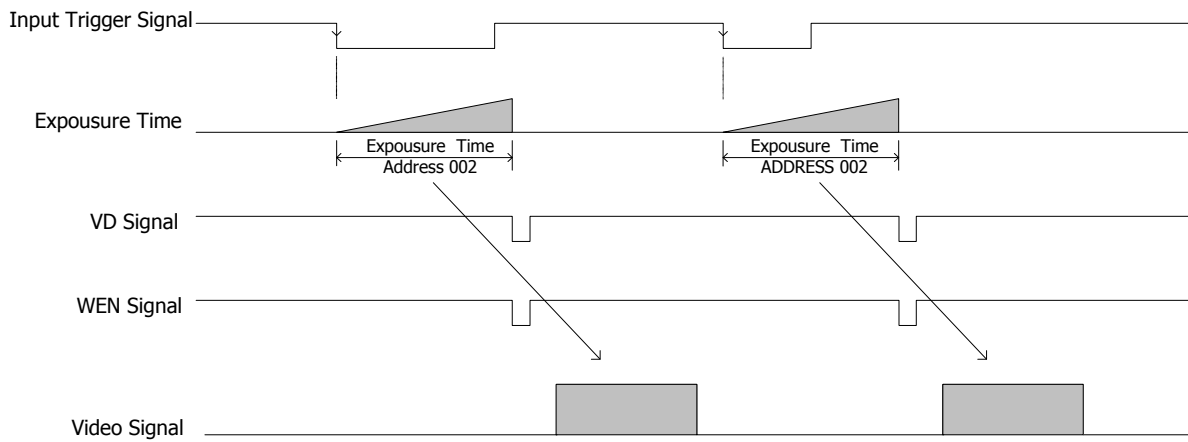 Input Trigger Signal
Expousure Time
Expousure Time
Address 002
Expousure Time
ADDRESS 002
VD Signal
WEN Signal
Video Signal